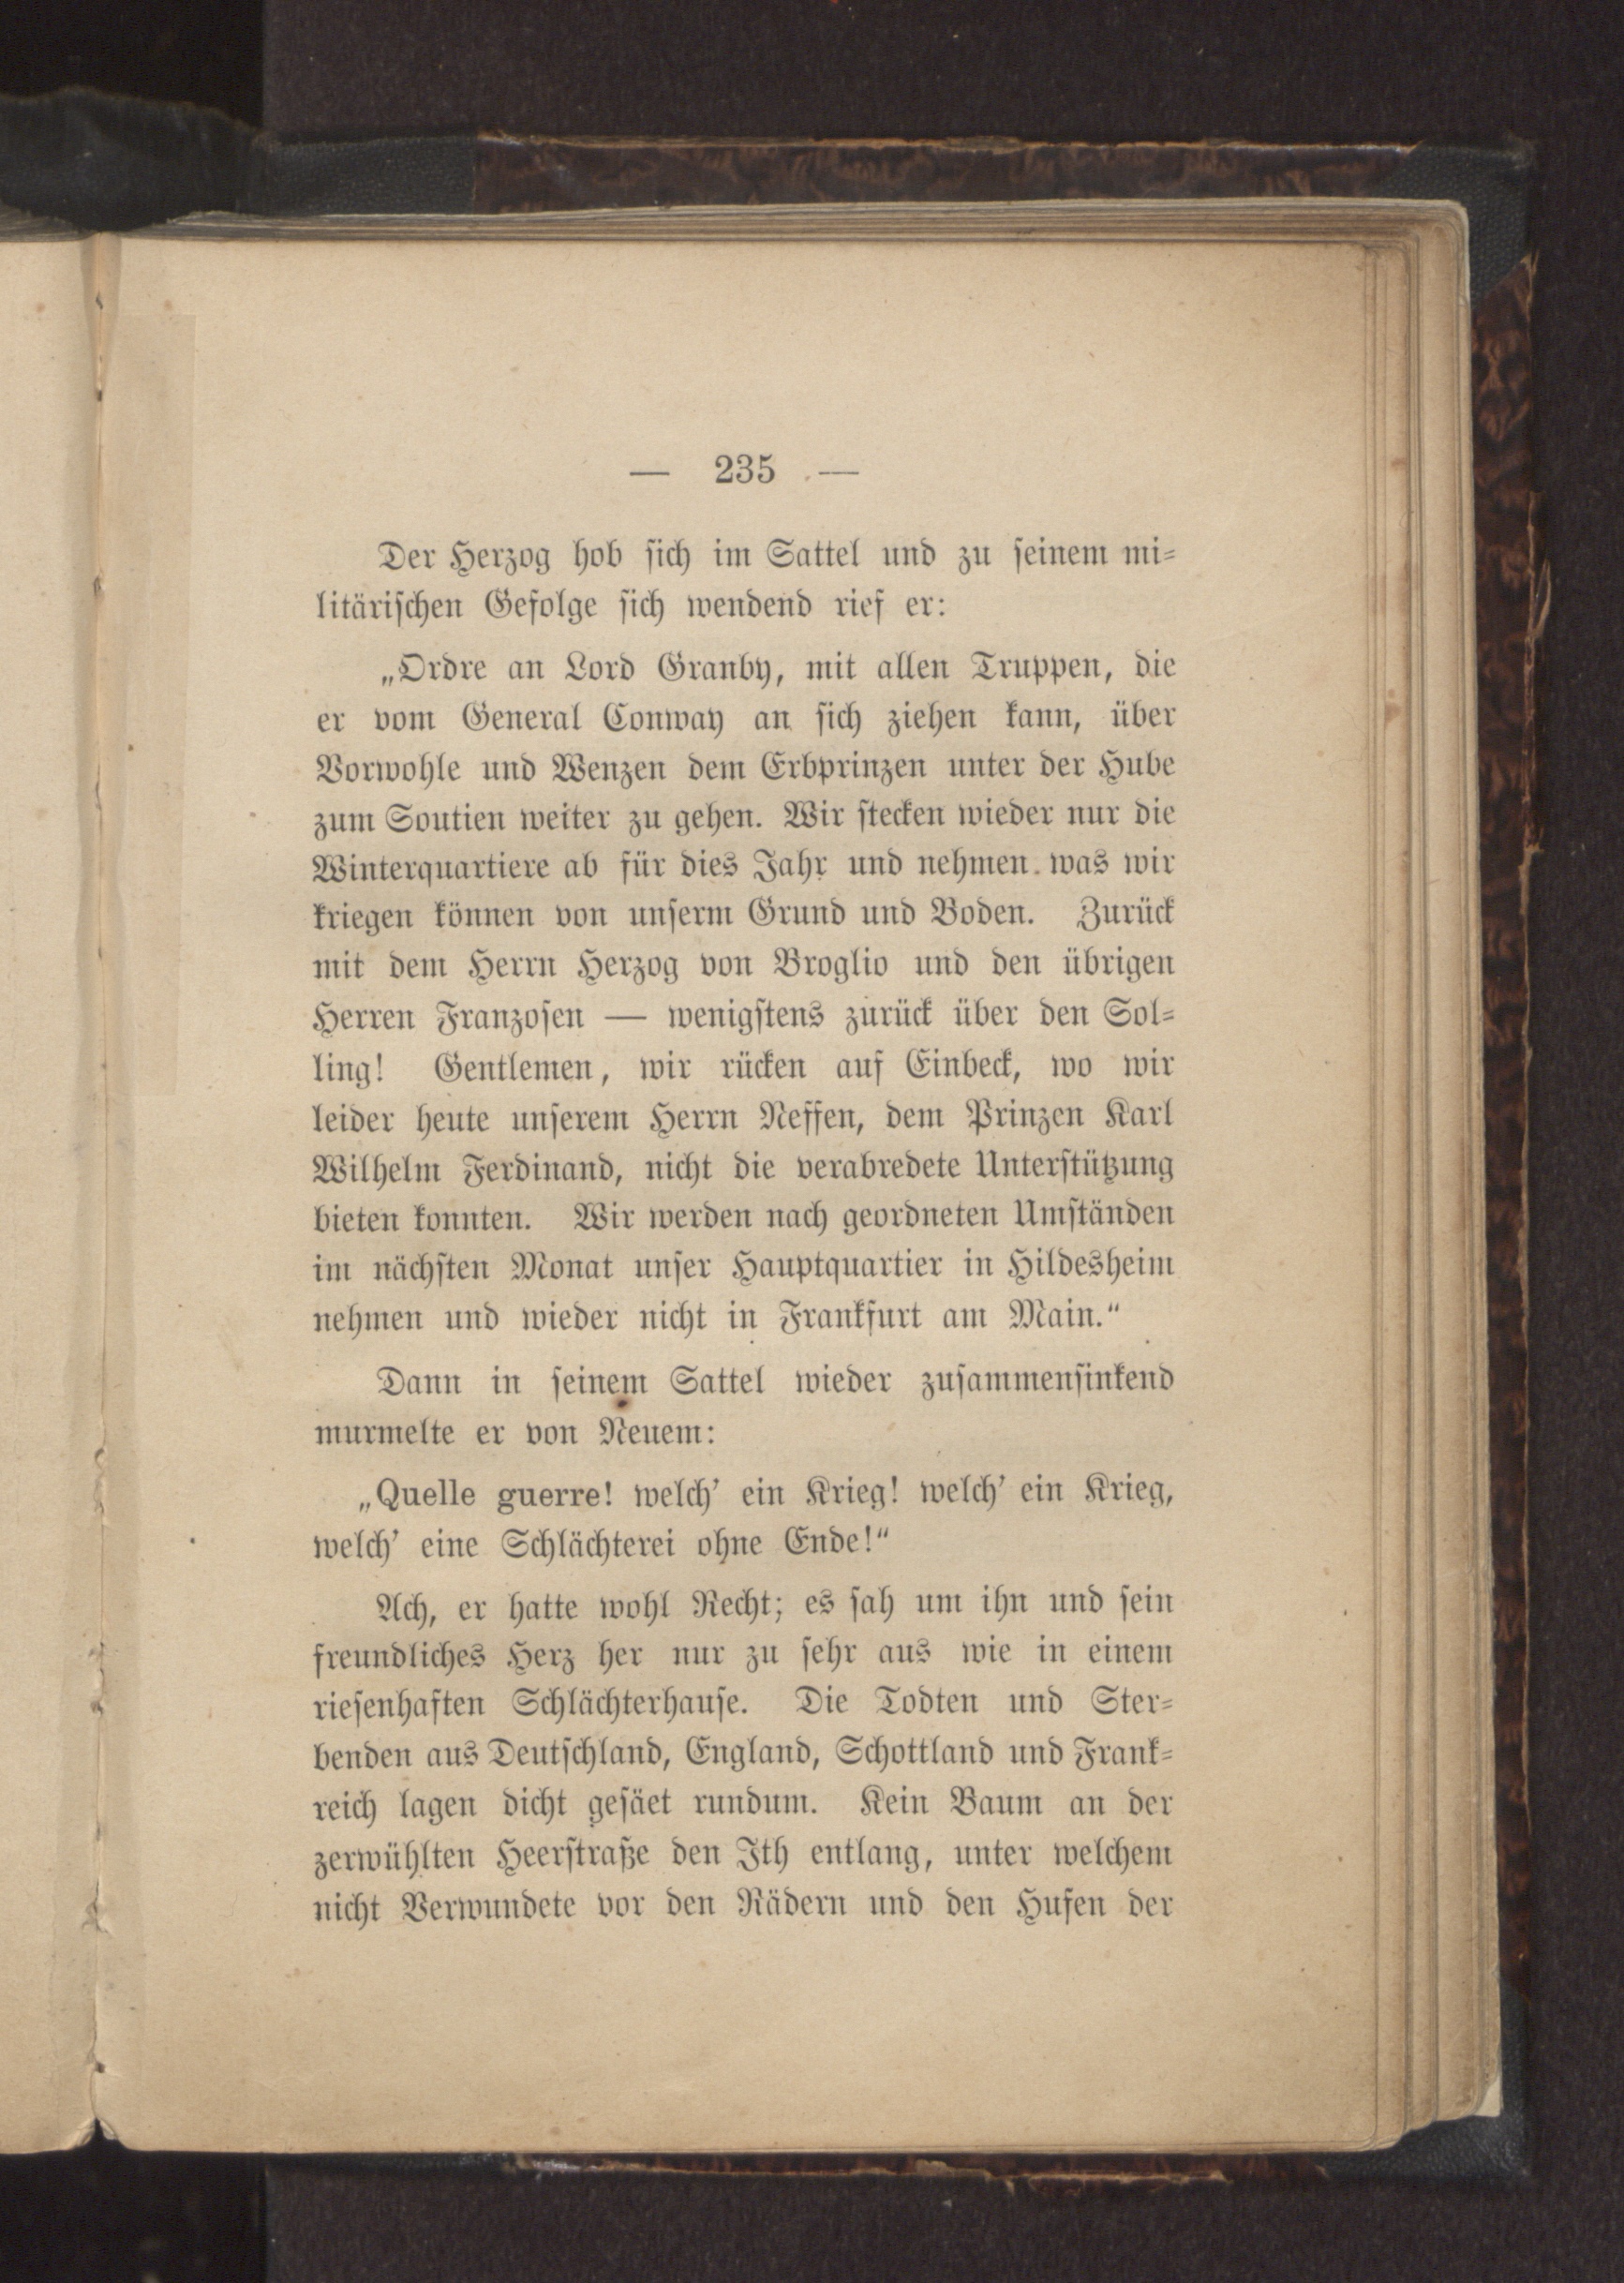 — 235 —
Der Herzog hob sich im Sattel und zu seinem mi-
litärischen Gefolge sich wendend rief er:
„Ordre an Lord Granby, mit allen Truppen, die
er vom General Conway an sich ziehen kann, über
Vorwohle und Wenzen dem Erbprinzen unter der Hube
zum Soutien weiter zu gehen. Wir stecken wieder nur die
Winterquartiere ab für dies Jahr und nehmen was wir
kriegen können von unserm Grund und Boden. Zurück
mit dem Herrn Herzog von Broglio und den übrigen
Herren Franzosen — wenigstens zurück über den Sol-
ling! Gentlemen, wir rücken auf Einbeck, wo wir
leider heute unserem Herrn Neffen, dem Prinzen Karl
Wilhelm Ferdinand, nicht die verabredete Unterstützung
bieten konnten. Wir werden nach geordneten Umständen
im nächsten Monat unser Hauptquartier in Hildesheim
nehmen und wieder nicht in Frankfurt am Main.“
Dann in seinem Sattel wieder zusammensinkend
murmelte er von Neuem:
„Quelle guerre! welch’ ein Krieg! welch’ ein Krieg,
welch’ eine Schlächterei ohne Ende!“
Ach, er hatte wohl Recht; es sah um ihn und sein
freundliches Herz her nur zu sehr aus wie in einem
riesenhaften Schlächterhause. Die Todten und Ster-
benden aus Deutschland, England, Schottland und Frank-
reich lagen dicht gesäet rundum. Kein Baum an der
zerwühlten Heerstraße den Ith entlang, unter welchem
nicht Verwundete vor den Rädern und den Hufen der